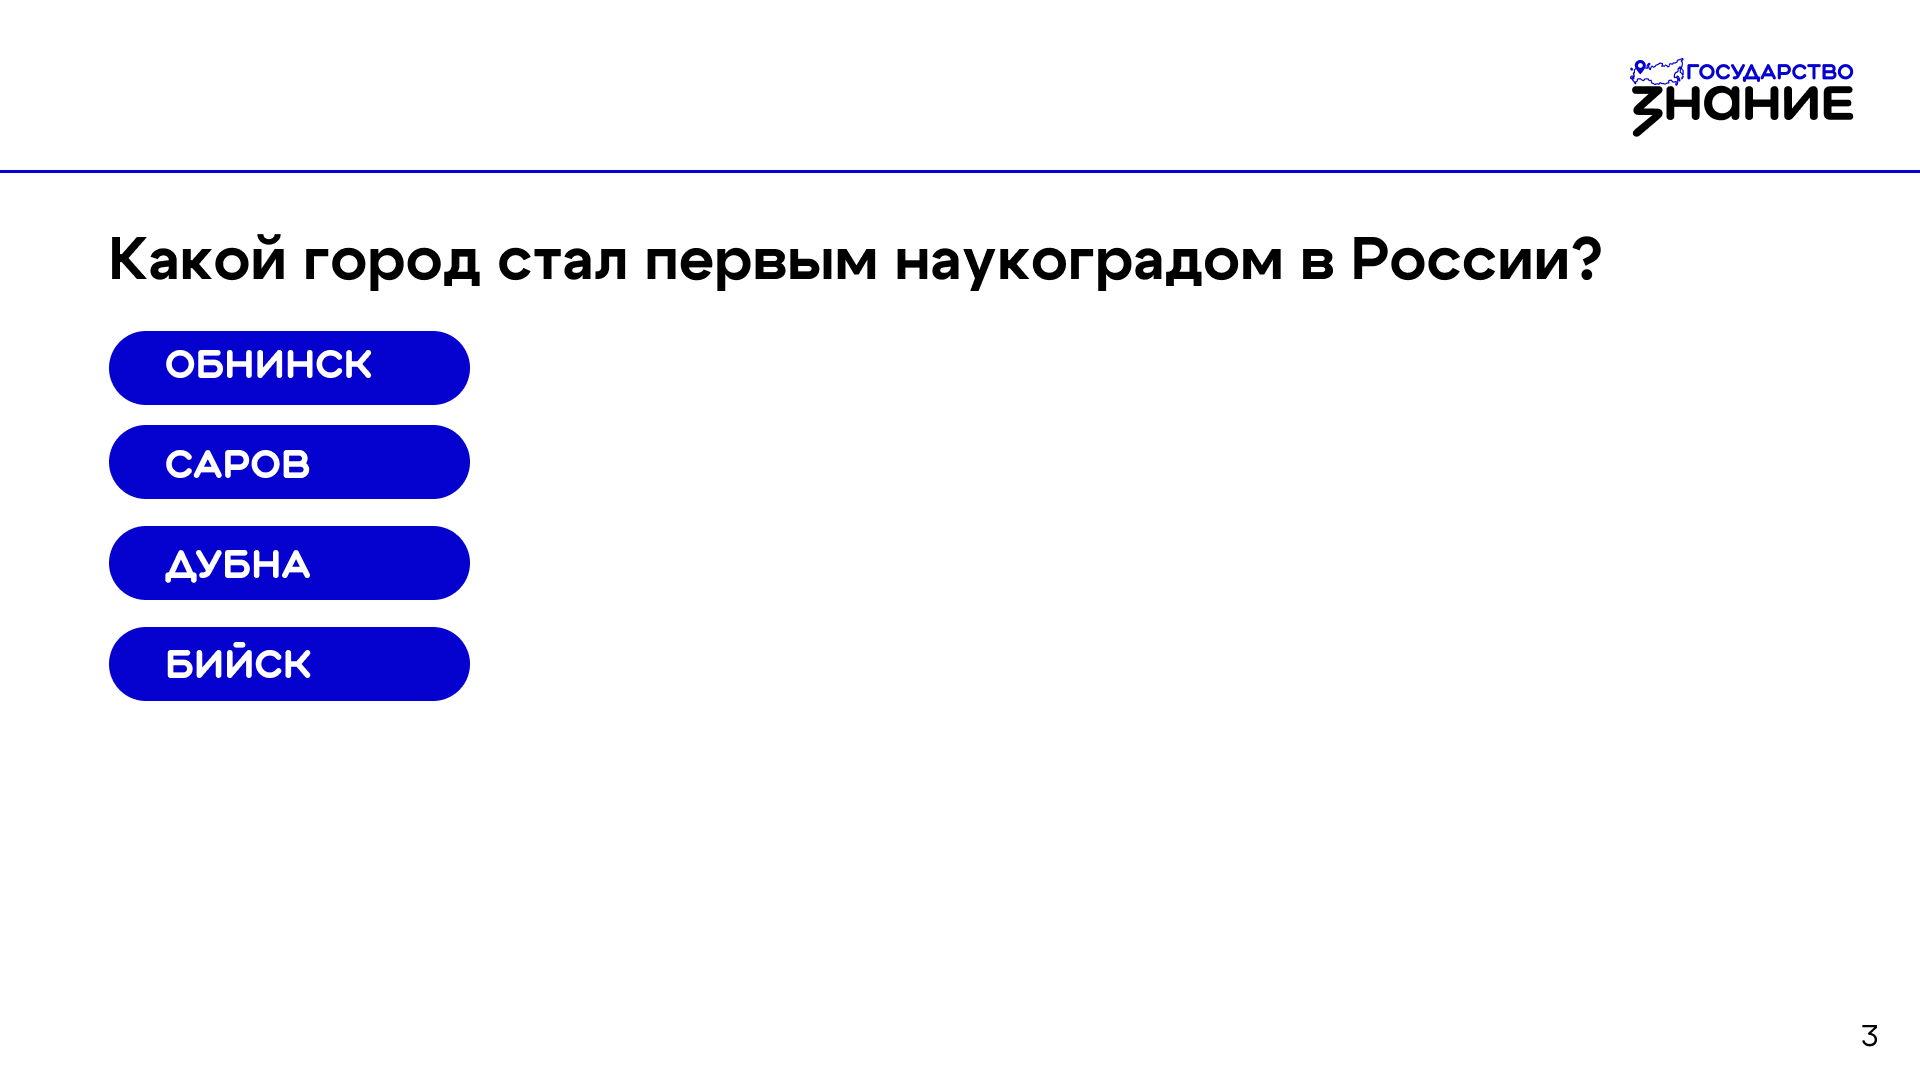 ГОСУДАРСТВО
ЗНАНИЕ
Какой город стал первым наукоградом в России?
ОБНИНСК
САРОВ
ДУБНА
БИЙСК
3